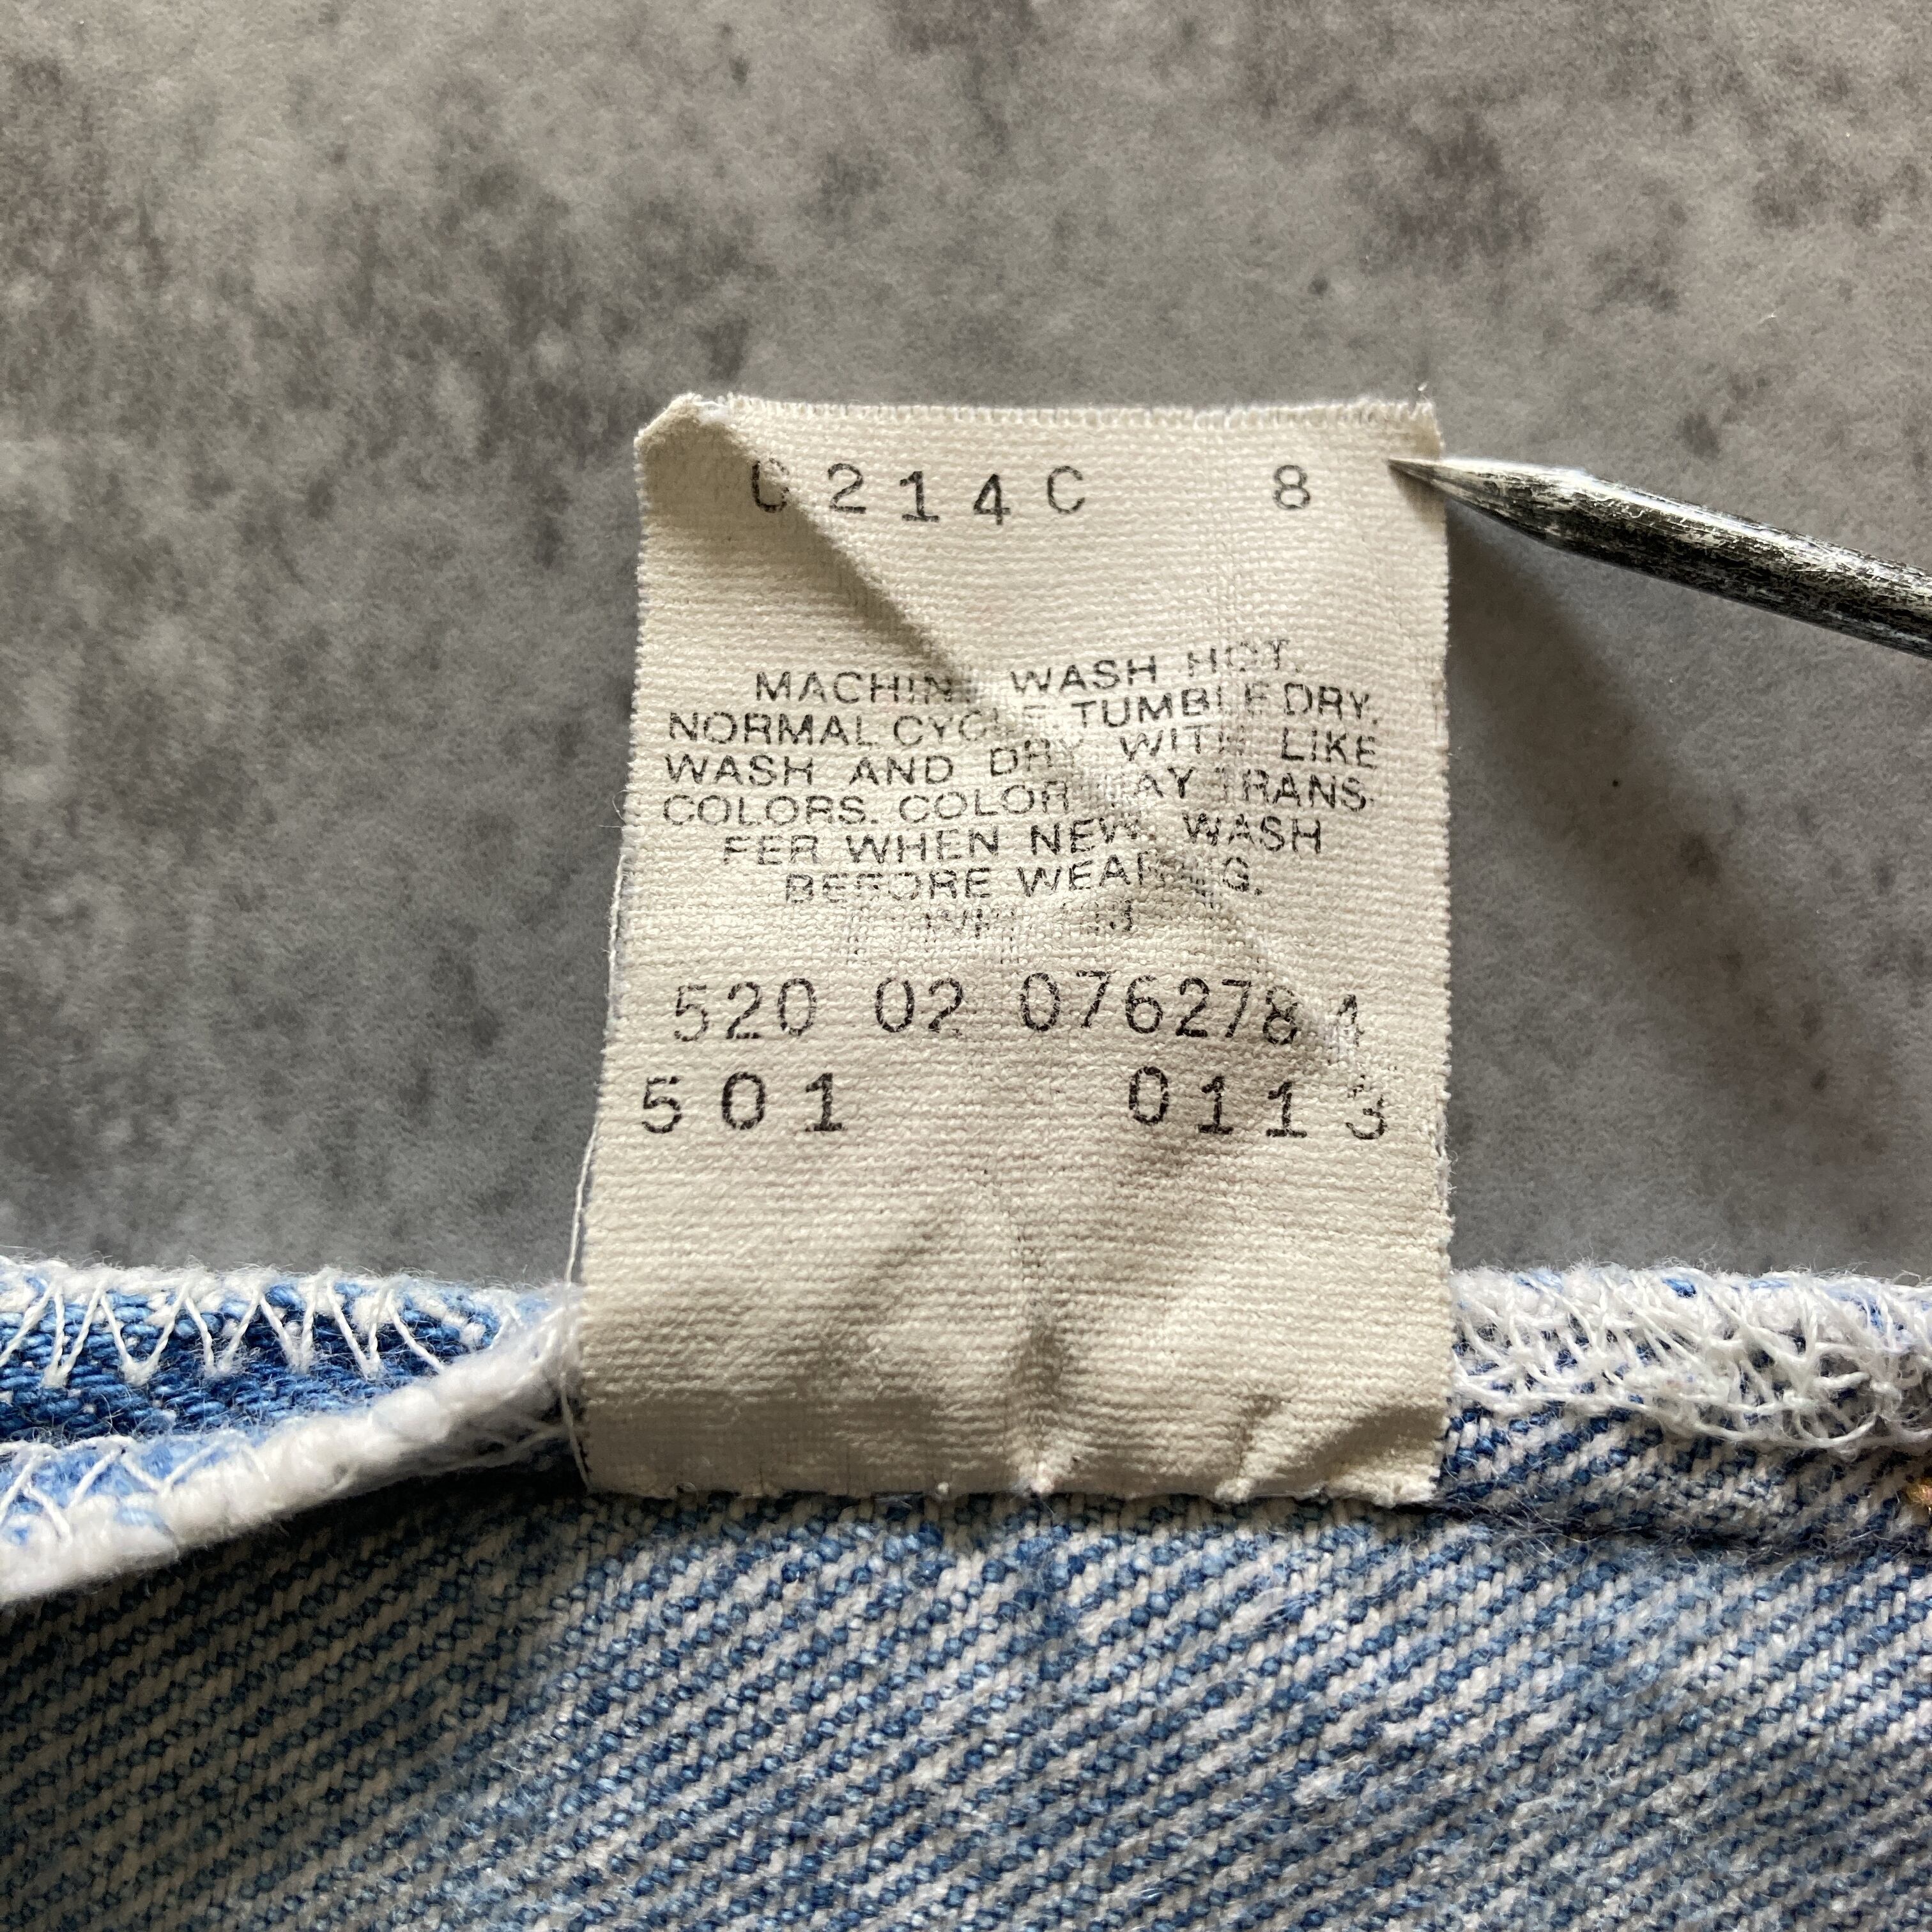 C214C 8
MACHINE WASH HOT.
NORMAL CYCLE. TUMBLE DRY.
WASH AND DRY WITH LIKE
COLORS. COLOR MAY TRANS-
FER WHEN NEW. WASH
BEFORE WEARING.
520 02 0762784
501 0113